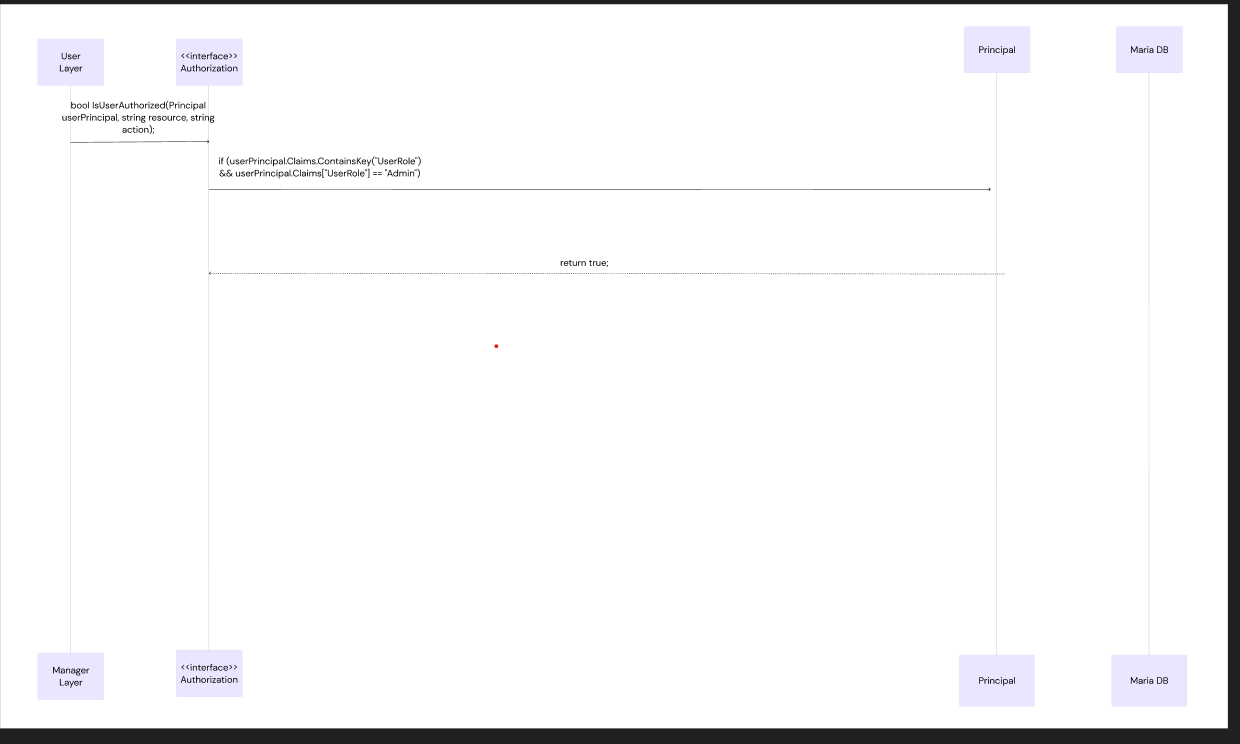 User
Layer
<<interface>>
Authorization
Principal
Maria DB
bool IsUserAuthorized(Principal
userPrincipal, string resource, string
action);
if (userPrincipal.Claims.ContainsKey("UserRole")
&& userPrincipal.Claims["UserRole"] == "Admin")
return true;
Manager
Layer
<<interface>>
Authorization
Principal
Maria DB